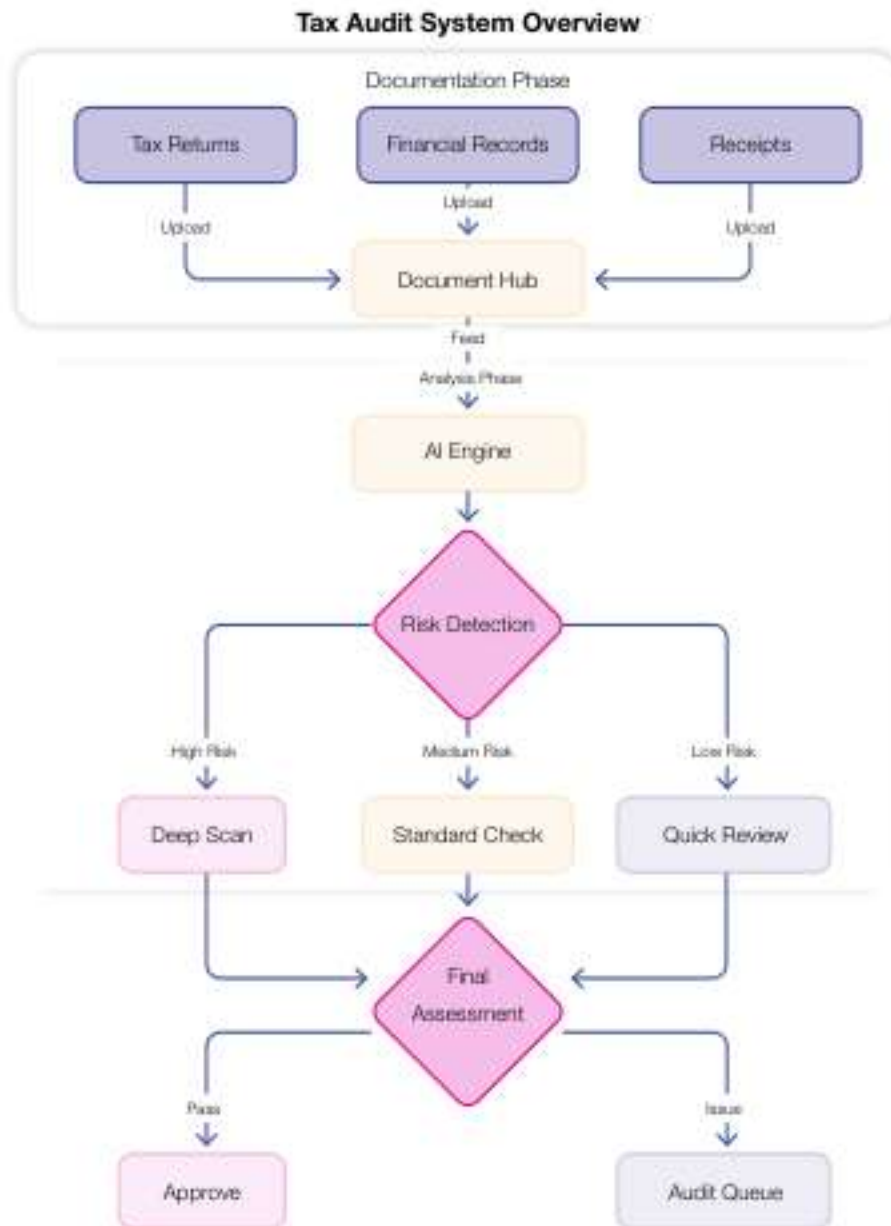 Tax Audit System Overview
Documentation Phase
Tax Returns
Financial Records
Receipts
Upload
Upload
Upload
Document Hub
Feed
Analysis Phase
AI Engine
Risk Detection
High Risk
Medium Risk
Low Risk
Deep Scan
Standard Check
Quick Review
Final
Assessment
Pass
Issue
Approve
Audit Queue